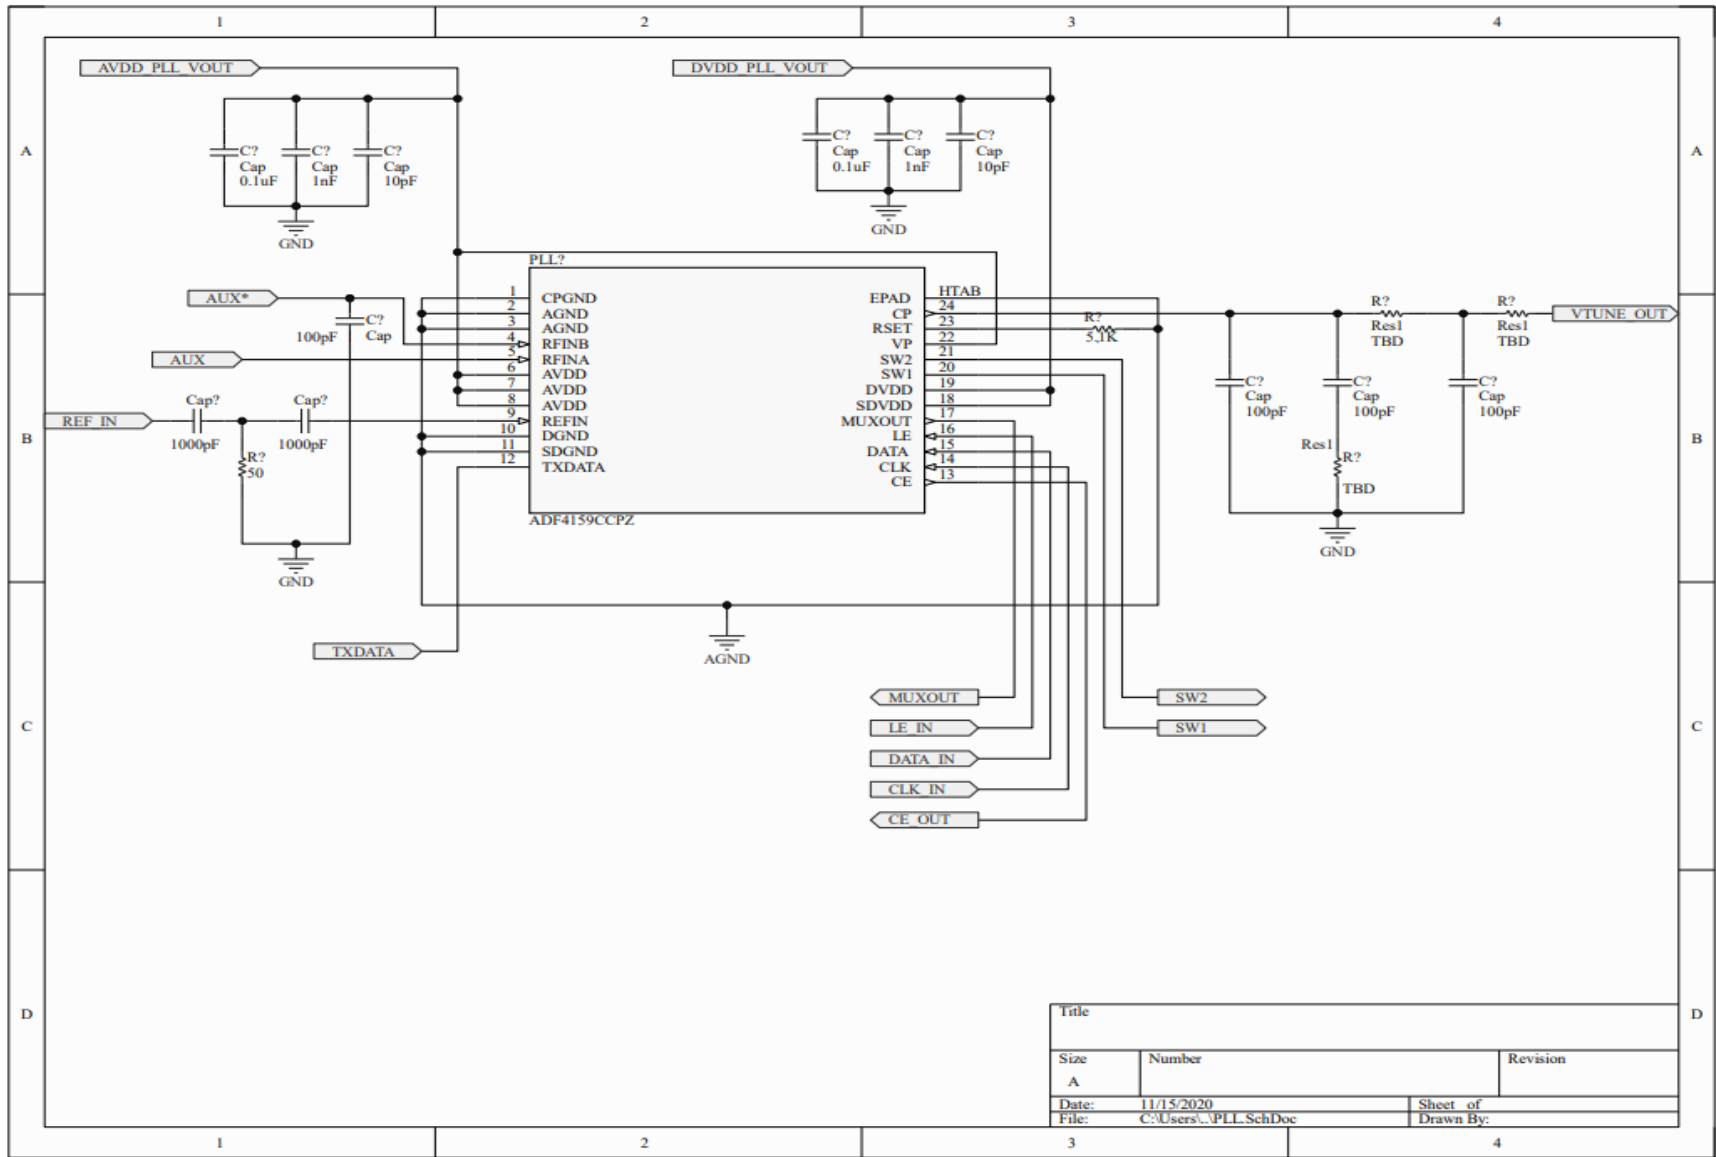 1 2 3 4
AVDD_PLL_VOUT
DVDD_PLL_VOUT
A
A
C? C? C?
Cap Cap Cap
0.1uF 1nF 10pF
GND
C? C? C?
Cap Cap Cap
0.1uF 1nF 10pF
GND
PLL?
AUX*
C?
100pF Cap
AUX
REF_IN
Cap? Cap?
1000pF 1000pF
R?
50
GND
B
B
1 CPGND
2 AGND
3 AGND
4 RFINB
5 RFINA
6 AVDD
7 AVDD
8 AVDD
9 REFIN
10 DGND
11 SDGND
12 TXDATA
EPAD HTAB
CP 24
RSET 23
VP 22
SW2 21
SW1 20
DVDD 19
SDVDD 18
MUXOUT 17
LE 16
DATA 15
CLK 14
CE 13
ADF4159CCPZ
R?
5.1K
R? R?
Res1 Res1
TBD TBD
VTUNE_OUT
C? C? C?
Cap Cap Cap
100pF 100pF 100pF
Res1
R?
TBD
GND
TXDATA
AGND
C
C
MUXOUT
LE_IN
DATA_IN
CLK_IN
CE_OUT
SW2
SW1
D
D
Title
Size Number Revision
A
Date: 11/15/2020 Sheet of
File: C:\Users\..\PLL.SchDoc Drawn By:
1 2 3 4